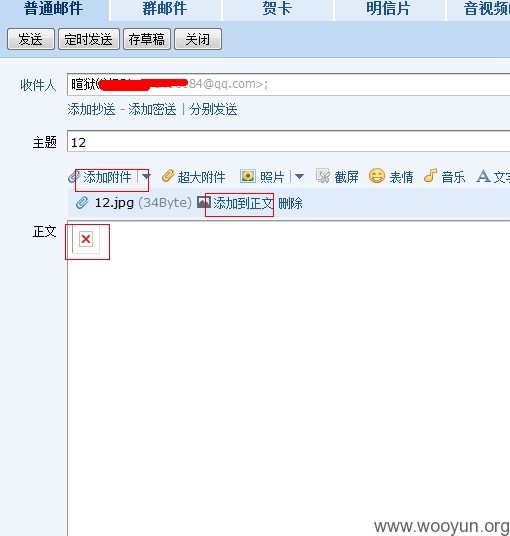 普通邮件 群邮件 贺卡 明信片 音视频
发送 定时发送 存草稿 关闭
收件人 暄狱 84@qq.com>;
添加抄送 - 添加密送 | 分别发送
主题 12
添加附件 超大附件 照片 截屏 表情 音乐 A 文字
12.jpg (34Byte) 添加到正文 删除
正文
www.wooyun.org